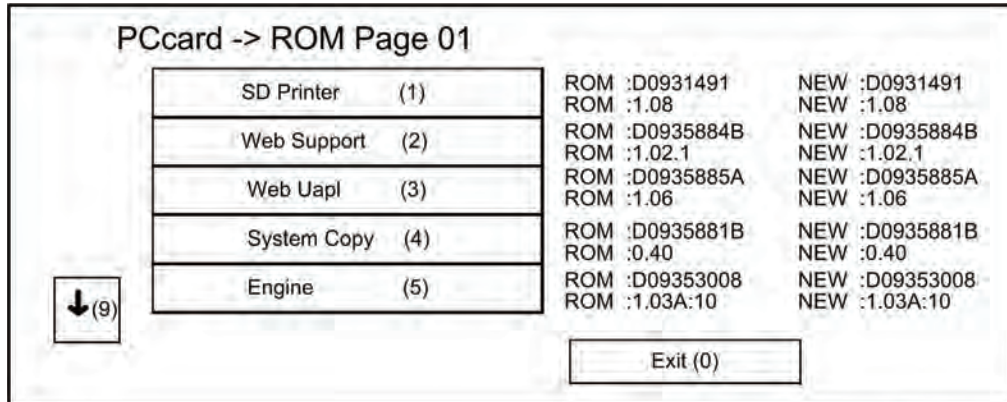 PCcard -> ROM Page 01
SD Printer (1) ROM :D0931491 NEW :D0931491
ROM :1.08 NEW :1.08
Web Support (2) ROM :D0935884B NEW :D0935884B
ROM :1.02.1 NEW :1.02.1
Web Uapl (3) ROM :D0935885A NEW :D0935885A
ROM :1.06 NEW :1.06
System Copy (4) ROM :D0935881B NEW :D0935881B
ROM :0.40 NEW :0.40
Engine (5) ROM :D09353008 NEW :D09353008
ROM :1.03A:10 NEW :1.03A:10
↓(9)
Exit (0)